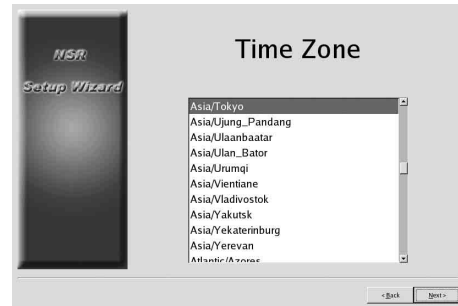 NSR
Setup Wizard
Time Zone
Asia/Tokyo
Asia/Ujung_Pandang
Asia/Ulaanbaatar
Asia/Ulan_Bator
Asia/Urumqi
Asia/Vientiane
Asia/Vladivostok
Asia/Yakutsk
Asia/Yekaterinburg
Asia/Yerevan
Atlantic/Azores
< Back
Next >